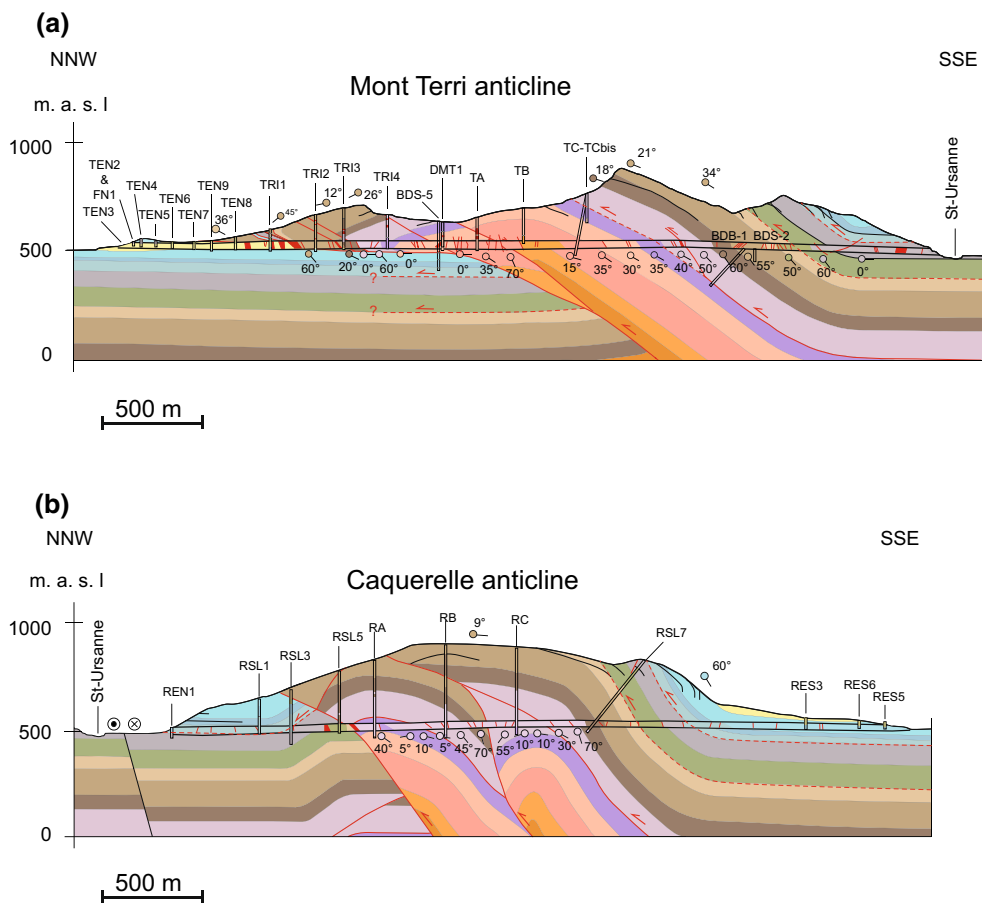 (a)
NNW
SSE
Mont Terri anticline
m. a. s. l
1000
500
0
TEN2
&
FN1
TEN3
TEN4
TEN5
TEN6
TEN7
TEN9
TEN8
TRI1
TRI2
TRI3
TRI4
BDS-5
DMT1
TA
TB
TC-TCbis
BDB-1
BDS-2
St-Ursanne
36°
45°
12°
26°
18°
21°
34°
60°
20°
0°
60°
0°
0°
35°
70°
15°
35°
30°
35°
40°
50°
60°
55°
50°
60°
0°
?
?
500 m
(b)
NNW
SSE
Caquerelle anticline
m. a. s. l
1000
500
0
St-Ursanne
REN1
RSL1
RSL3
RSL5
RA
RB
RC
RSL7
RES3
RES6
RES5
9°
60°
40°
5°
10°
5°
45°
70°
55°
10°
10°
30°
70°
500 m